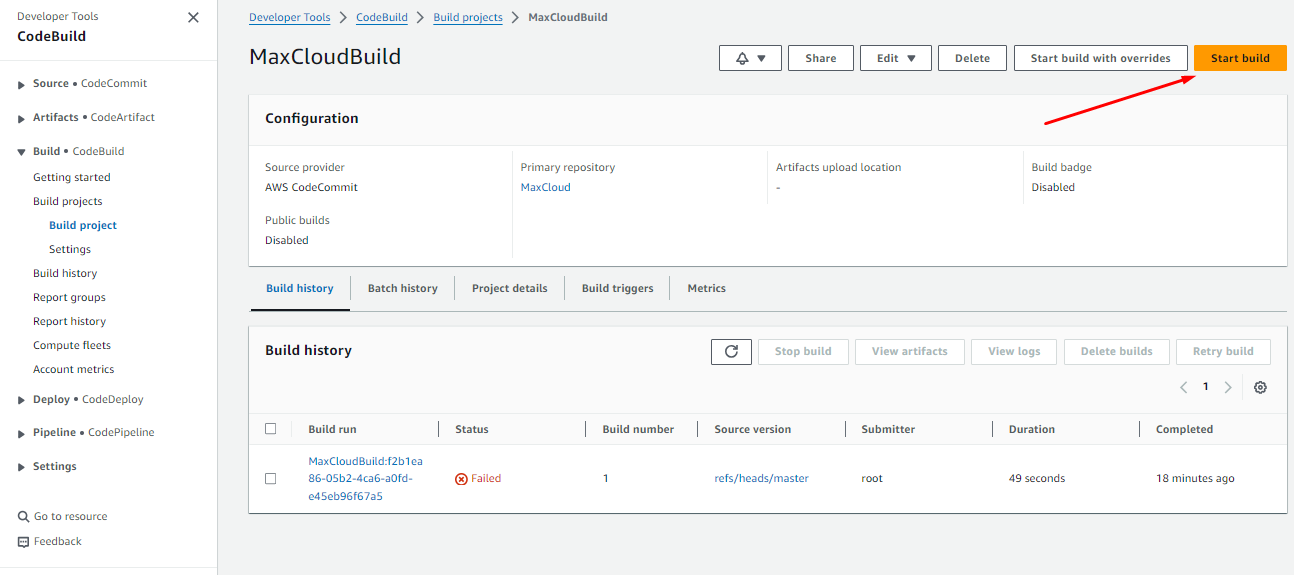 Developer Tools
CodeBuild
Source • CodeCommit
Artifacts • CodeArtifact
Build • CodeBuild
Getting started
Build projects
Build project
Settings
Build history
Report groups
Report history
Compute fleets
Account metrics
Deploy • CodeDeploy
Pipeline • CodePipeline
Settings
Go to resource
Feedback
Developer Tools > CodeBuild > Build projects > MaxCloudBuild
MaxCloudBuild
Share Edit Delete Start build with overrides Start build
Configuration
Source provider Primary repository Artifacts upload location Build badge
AWS CodeCommit MaxCloud - Disabled
Public builds
Disabled
Build history Batch history Project details Build triggers Metrics
Build history Stop build View artifacts View logs Delete builds Retry build
< 1 >
Build run Status Build number Source version Submitter Duration Completed
MaxCloudBuild:f2b1ea
86-05b2-4ca6-a0fd- Failed 1 refs/heads/master root 49 seconds 18 minutes ago
e45eb96f67a5